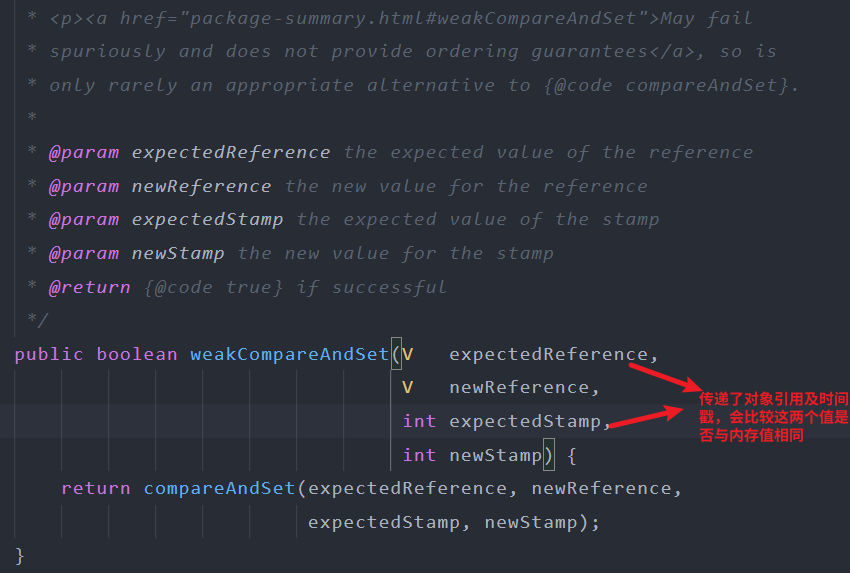 * <p><a href="package-summary.html#weakCompareAndSet">May fail
* spuriously and does not provide ordering guarantees</a>, so is
* only rarely an appropriate alternative to {@code compareAndSet}.
*
* @param expectedReference the expected value of the reference
* @param newReference the new value for the reference
* @param expectedStamp the expected value of the stamp
* @param newStamp the new value for the stamp
* @return {@code true} if successful
*/
public boolean weakCompareAndSet(V   expectedReference,
V   newReference,
int expectedStamp,
int newStamp) {
return compareAndSet(expectedReference, newReference,
expectedStamp, newStamp);
}
传递了对象引用及时间
戳，会比较这两个值是
否与内存值相同